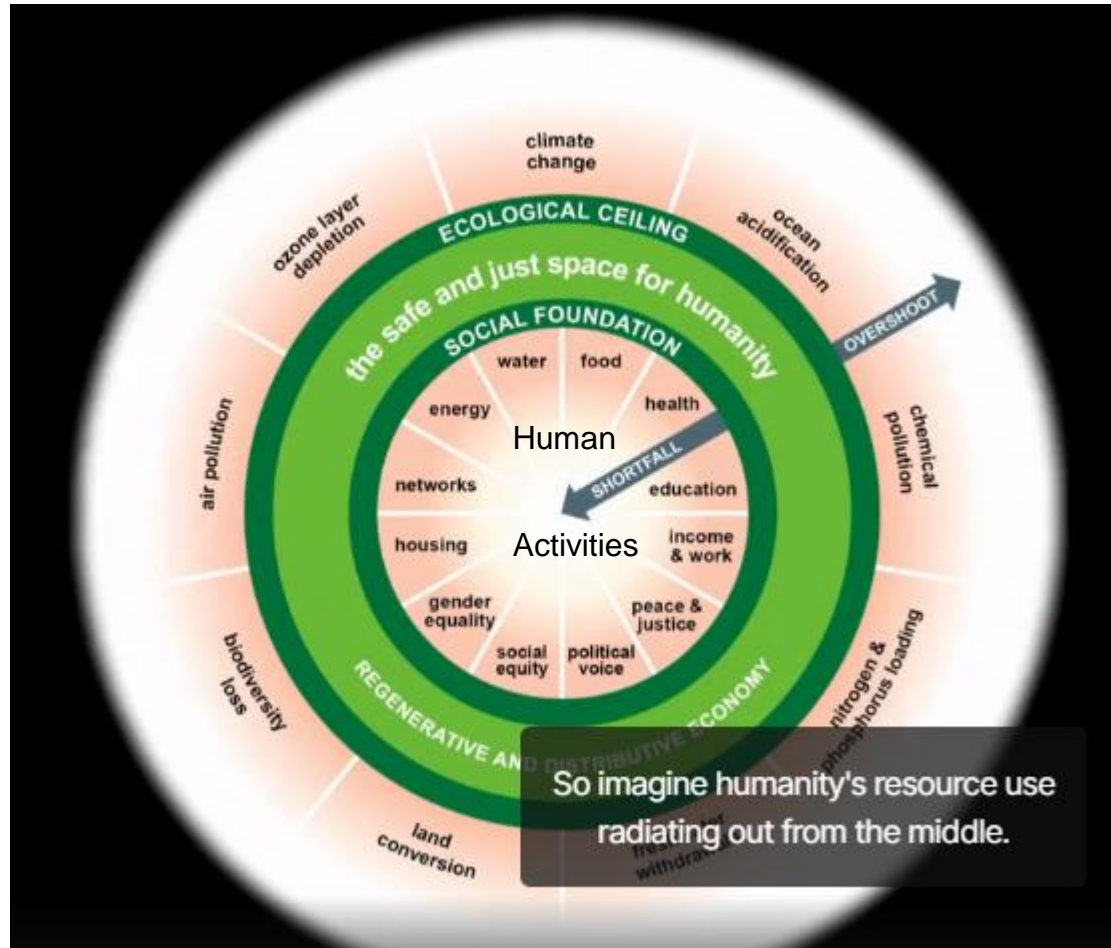 climate
change
ozone layer
depletion
ocean
acidification
ECOLOGICAL CEILING
the safe and just space for humanity
SOCIAL FOUNDATION
OVERSHOOT
water
food
energy
health
Human
SHORTFALL
air pollution
chemical
pollution
networks
education
Activities
housing
income
& work
gender
equality
peace &
justice
social
equity
political
voice
biodiversity
loss
nitrogen &
phosphorus loading
REGENERATIVE AND DISTRIBUTIVE ECONOMY
So imagine humanity's resource use
radiating out from the middle.
land
conversion
withdrawals